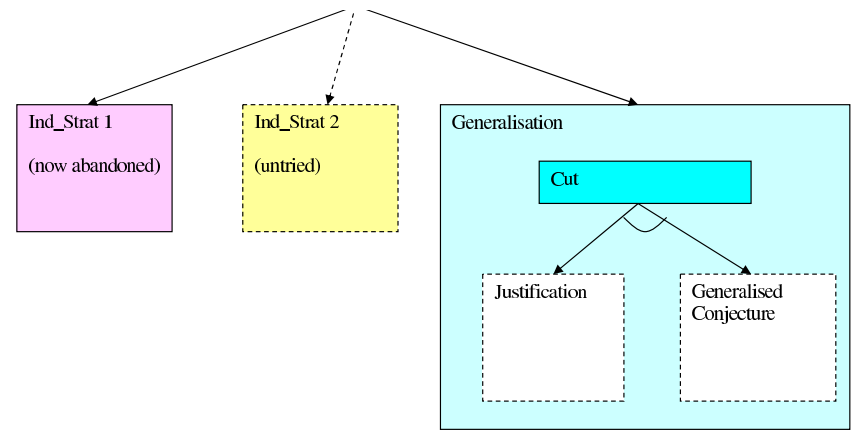 Ind_Strat 1
(now abandoned)
Ind_Strat 2
(untried)
Generalisation
Cut
Justification
Generalised
Conjecture